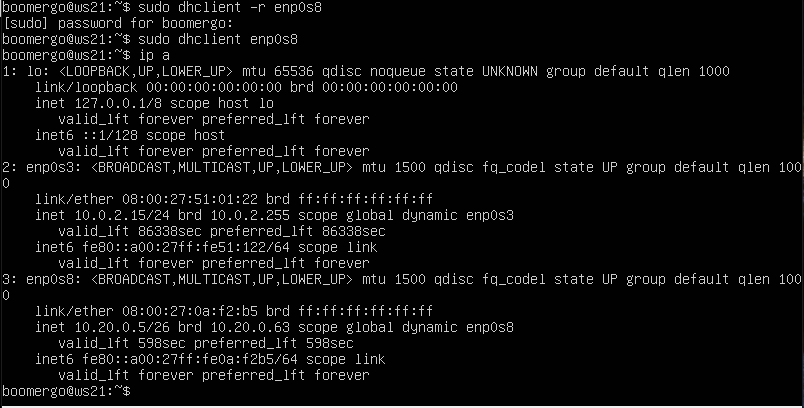 boomergo@ws21:~$ sudo dhclient -r enp0s8
[sudo] password for boomergo:
boomergo@ws21:~$ sudo dhclient enp0s8
boomergo@ws21:~$ ip a
1: lo: <LOOPBACK,UP,LOWER_UP> mtu 65536 qdisc noqueue state UNKNOWN group default qlen 1000
    link/loopback 00:00:00:00:00:00 brd 00:00:00:00:00:00
    inet 127.0.0.1/8 scope host lo
       valid_lft forever preferred_lft forever
    inet6 ::1/128 scope host
       valid_lft forever preferred_lft forever
2: enp0s3: <BROADCAST,MULTICAST,UP,LOWER_UP> mtu 1500 qdisc fq_codel state UP group default qlen 100
0
    link/ether 08:00:27:51:01:22 brd ff:ff:ff:ff:ff:ff
    inet 10.0.2.15/24 brd 10.0.2.255 scope global dynamic enp0s3
       valid_lft 86338sec preferred_lft 86338sec
    inet6 fe80::a00:27ff:fe51:122/64 scope link
       valid_lft forever preferred_lft forever
3: enp0s8: <BROADCAST,MULTICAST,UP,LOWER_UP> mtu 1500 qdisc fq_codel state UP group default qlen 100
0
    link/ether 08:00:27:0a:f2:b5 brd ff:ff:ff:ff:ff:ff
    inet 10.20.0.5/26 brd 10.20.0.63 scope global dynamic enp0s8
       valid_lft 598sec preferred_lft 598sec
    inet6 fe80::a00:27ff:fe0a:f2b5/64 scope link
       valid_lft forever preferred_lft forever
boomergo@ws21:~$